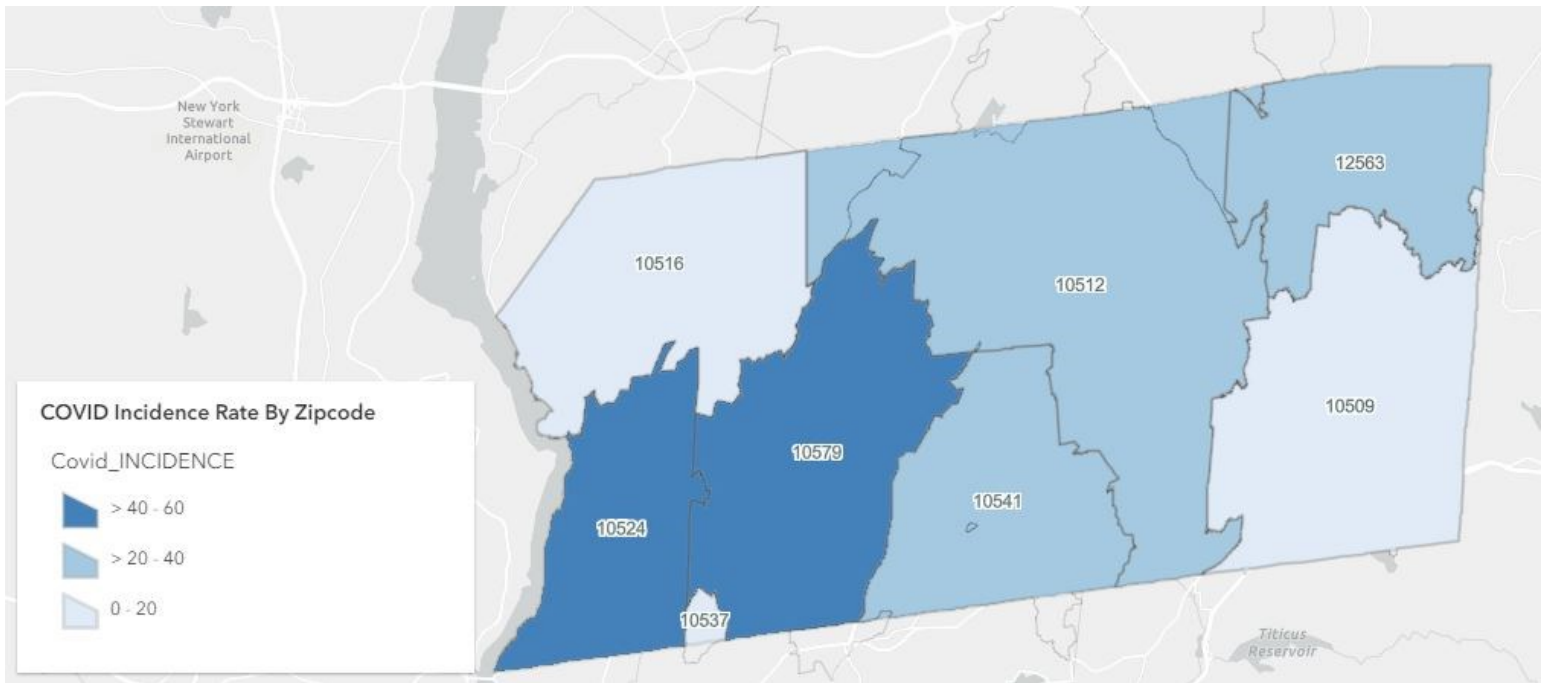 New York
Stewart
International
Airport
12563
10516
10512
10509
10579
10541
10524
10537
Titicus
Reservoir
COVID Incidence Rate By Zipcode
Covid_INCIDENCE
> 40 - 60
> 20 - 40
0 - 20